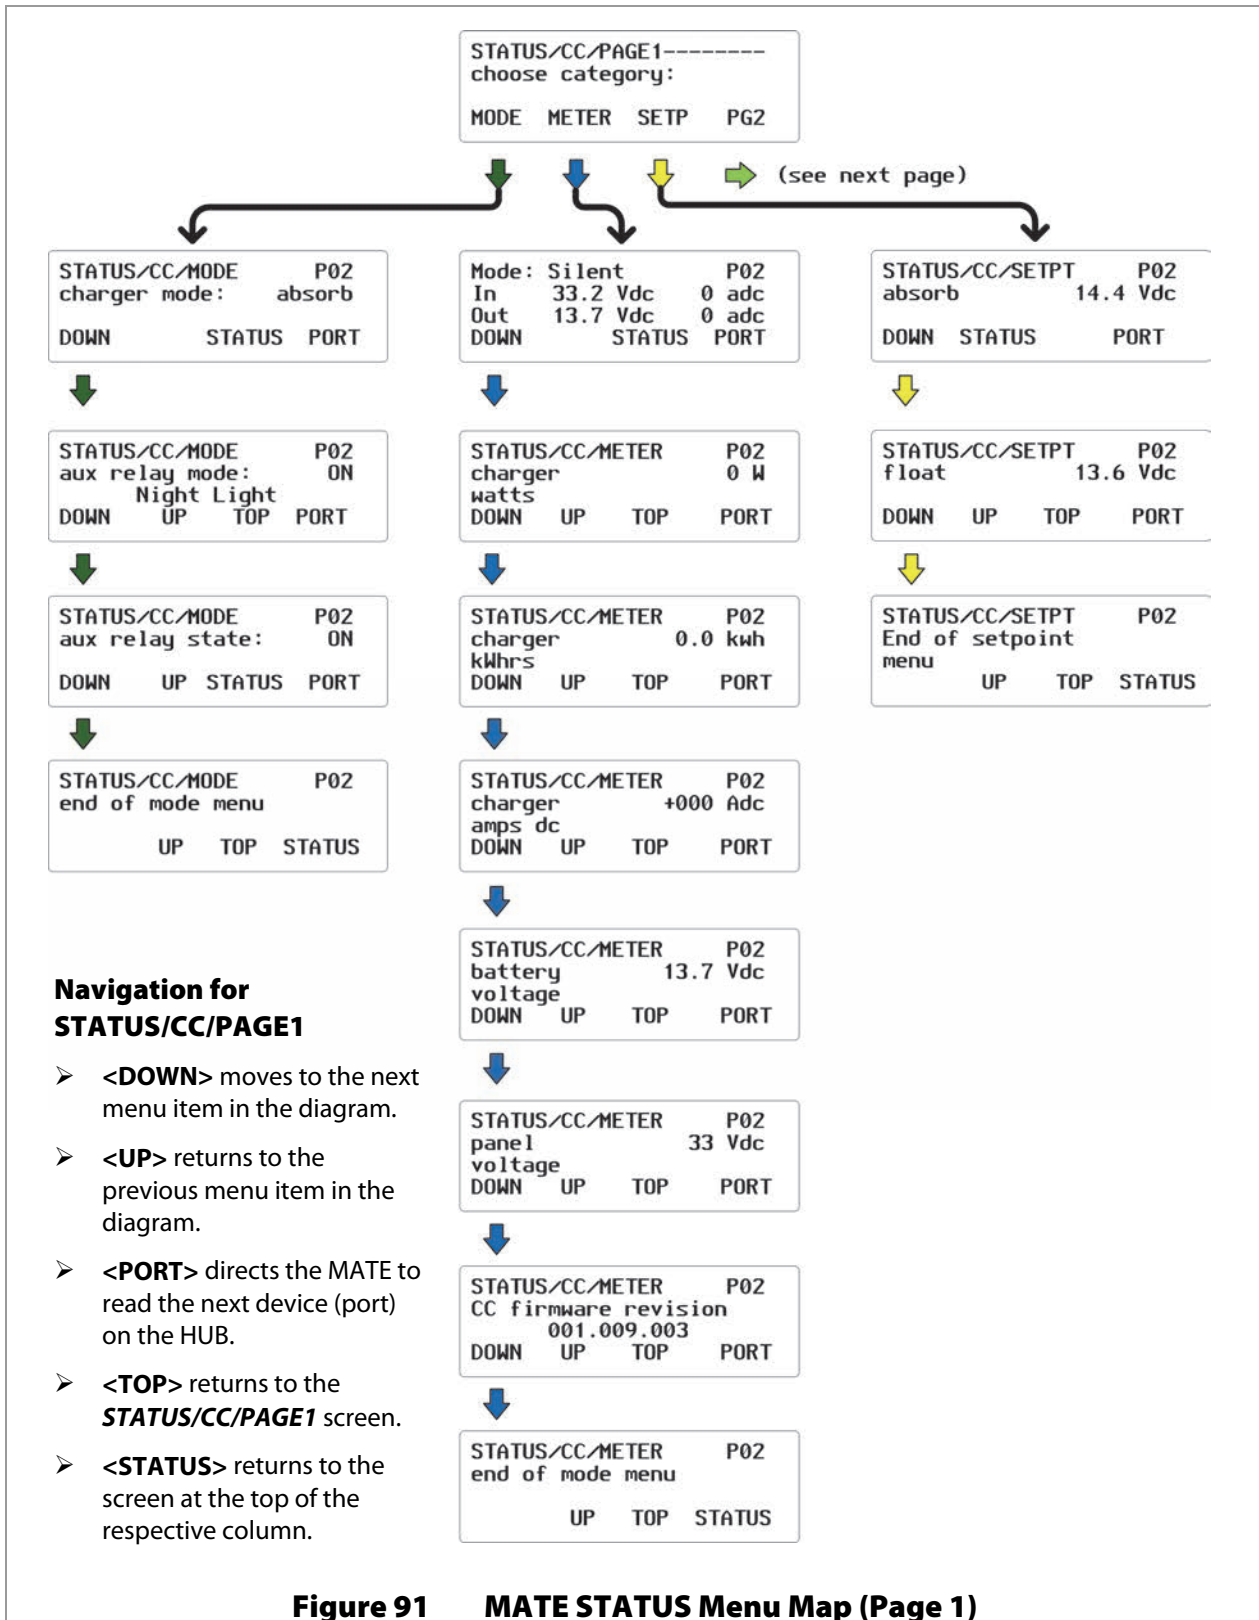 STATUS/CC/PAGE1--------
choose category:
MODE METER SETP PG2
(see next page)
STATUS/CC/MODE P02
charger mode: absorb
DOWN STATUS PORT
STATUS/CC/MODE P02
aux relay mode: ON
Night Light
DOWN UP TOP PORT
STATUS/CC/MODE P02
aux relay state: ON
DOWN UP STATUS PORT
STATUS/CC/MODE P02
end of mode menu
UP TOP STATUS
Mode: Silent P02
In 33.2 Vdc 0 adc
Out 13.7 Vdc 0 adc
DOWN STATUS PORT
STATUS/CC/METER P02
charger 0 W
watts
DOWN UP TOP PORT
STATUS/CC/METER P02
charger 0.0 kwh
kWhrs
DOWN UP TOP PORT
STATUS/CC/METER P02
charger +000 Adc
amps dc
DOWN UP TOP PORT
STATUS/CC/METER P02
battery 13.7 Vdc
voltage
DOWN UP TOP PORT
STATUS/CC/METER P02
panel 33 Vdc
voltage
DOWN UP TOP PORT
STATUS/CC/METER P02
CC firmware revision
001.009.003
DOWN UP TOP PORT
STATUS/CC/METER P02
end of mode menu
UP TOP STATUS
STATUS/CC/SETPT P02
absorb 14.4 Vdc
DOWN STATUS PORT
STATUS/CC/SETPT P02
float 13.6 Vdc
DOWN UP TOP PORT
STATUS/CC/SETPT P02
End of setpoint
menu
UP TOP STATUS
Navigation for
STATUS/CC/PAGE1
➢ <DOWN> moves to the next
menu item in the diagram.
➢ <UP> returns to the
previous menu item in the
diagram.
➢ <PORT> directs the MATE to
read the next device (port)
on the HUB.
➢ <TOP> returns to the
STATUS/CC/PAGE1 screen.
➢ <STATUS> returns to the
screen at the top of the
respective column.
Figure 91 MATE STATUS Menu Map (Page 1)